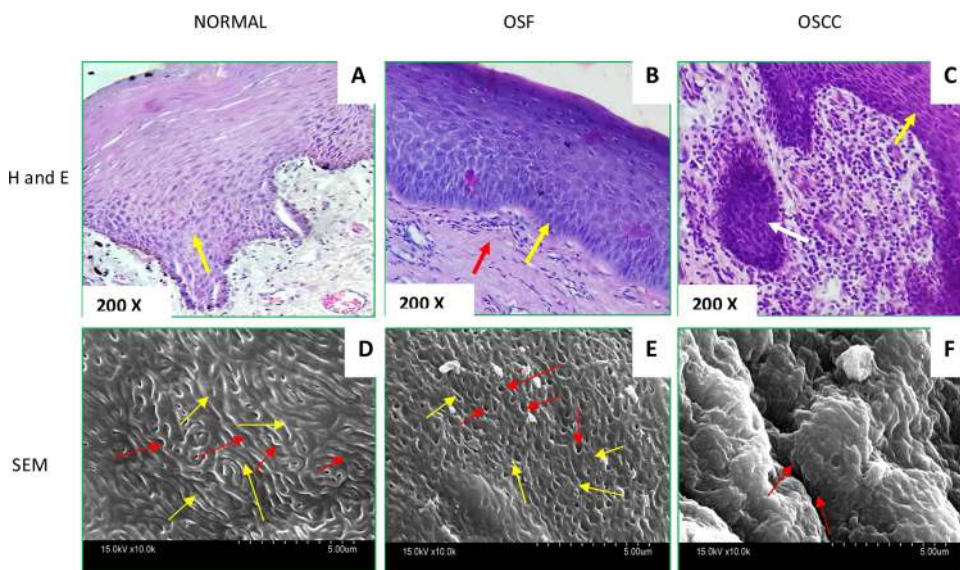 NORMAL OSF OSCC
A B C
H and E
200 X 200 X 200 X
D E F
SEM
15.0kV x10.0k 5.00um 15.0kV x10.0k 5.00um 15.0kV x10.0k 5.00um